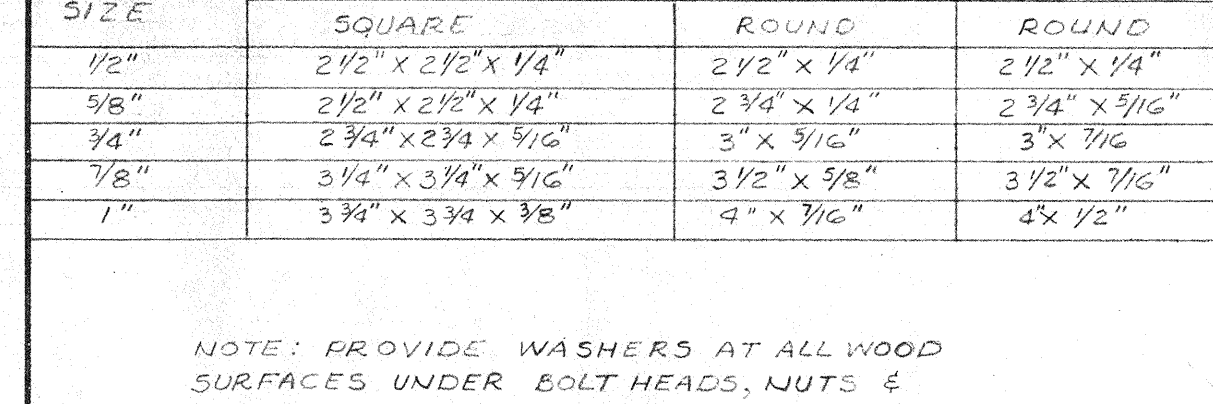 SIZE SQUARE ROUND ROUND
1/2" 2 1/2" X 2 1/2" X 1/4" 2 1/2" X 1/4" 2 1/2" X 1/4"
5/8" 2 1/2" X 2 1/2" X 1/4" 2 3/4" X 1/4" 2 3/4" X 5/16"
3/4" 2 3/4" X 2 3/4 X 5/16" 3" X 5/16" 3" X 7/16
7/8" 3 1/4" X 3 1/4" X 5/16" 3 1/2" X 5/8" 3 1/2" X 7/16"
1" 3 3/4" X 3 3/4 X 3/8" 4" X 7/16" 4" X 1/2"
NOTE: PROVIDE WASHERS AT ALL WOOD
SURFACES UNDER BOLT HEADS, NUTS &